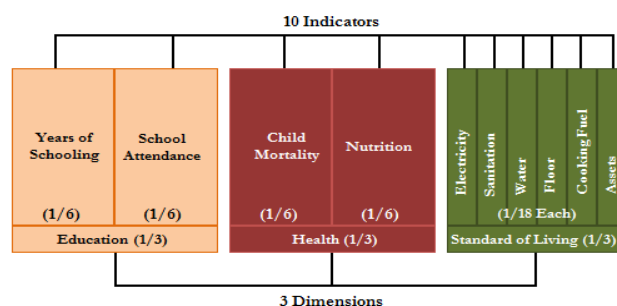 10 Indicators
Years of
Schooling
(1/6)
School
Attendance
(1/6)
Education (1/3)
Child
Mortality
(1/6)
Nutrition
(1/6)
Health (1/3)
Electricity
Sanitation
Water
Floor
Cooking Fuel
Assets
(1/18 Each)
Standard of Living (1/3)
3 Dimensions